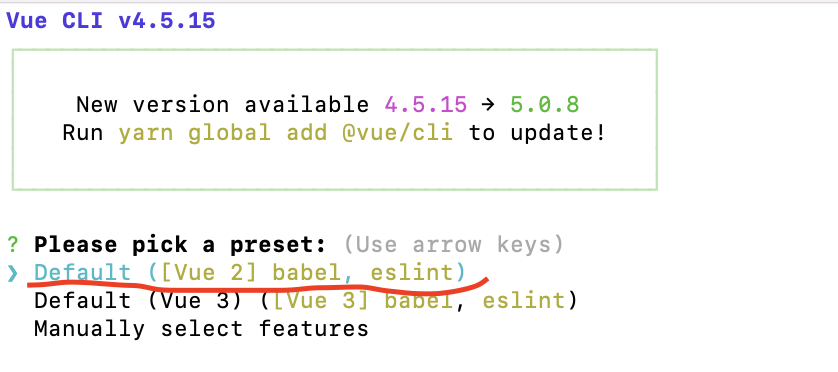 Vue CLI v4.5.15
New version available 4.5.15 → 5.0.8
Run yarn global add @vue/cli to update!
? Please pick a preset: (Use arrow keys)
❯ Default ([Vue 2] babel, eslint)
Default (Vue 3) ([Vue 3] babel, eslint)
Manually select features